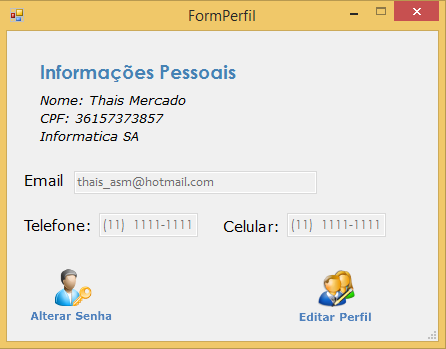 FormPerfil
Informações Pessoais
Nome: Thais Mercado
CPF: 36157373857
Informatica SA
Email thais_asm@hotmail.com
Telefone: (11) 1111-1111 Celular: (11) 1111-1111
Alterar Senha Editar Perfil